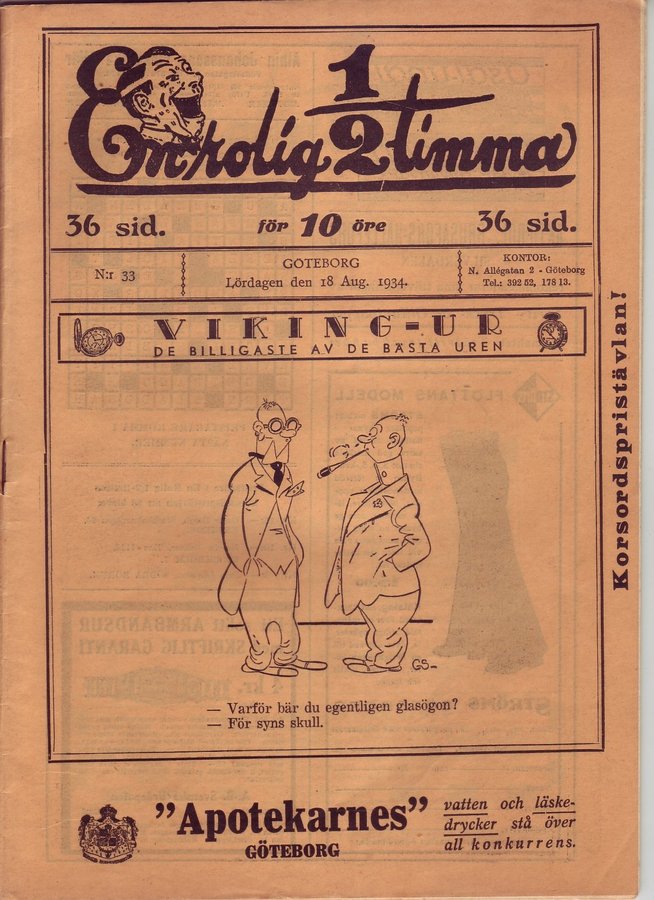 En rolig 1/2 timma
36 sid. för 10 öre 36 sid.
N:r 33
GÖTEBORG
Lördagen den 18 Aug. 1934.
KONTOR:
N. Allégatan 2 - Göteborg
Tel.: 392 52, 178 13.
VIKING-UR
DE BILLIGASTE AV DE BÄSTA UREN
GS-
— Varför bär du egentligen glasögon?
— För syns skull.
Korsordspristävlan!
"Apotekarnes"
GÖTEBORG
vatten och läske-
drycker stå över
all konkurrens.